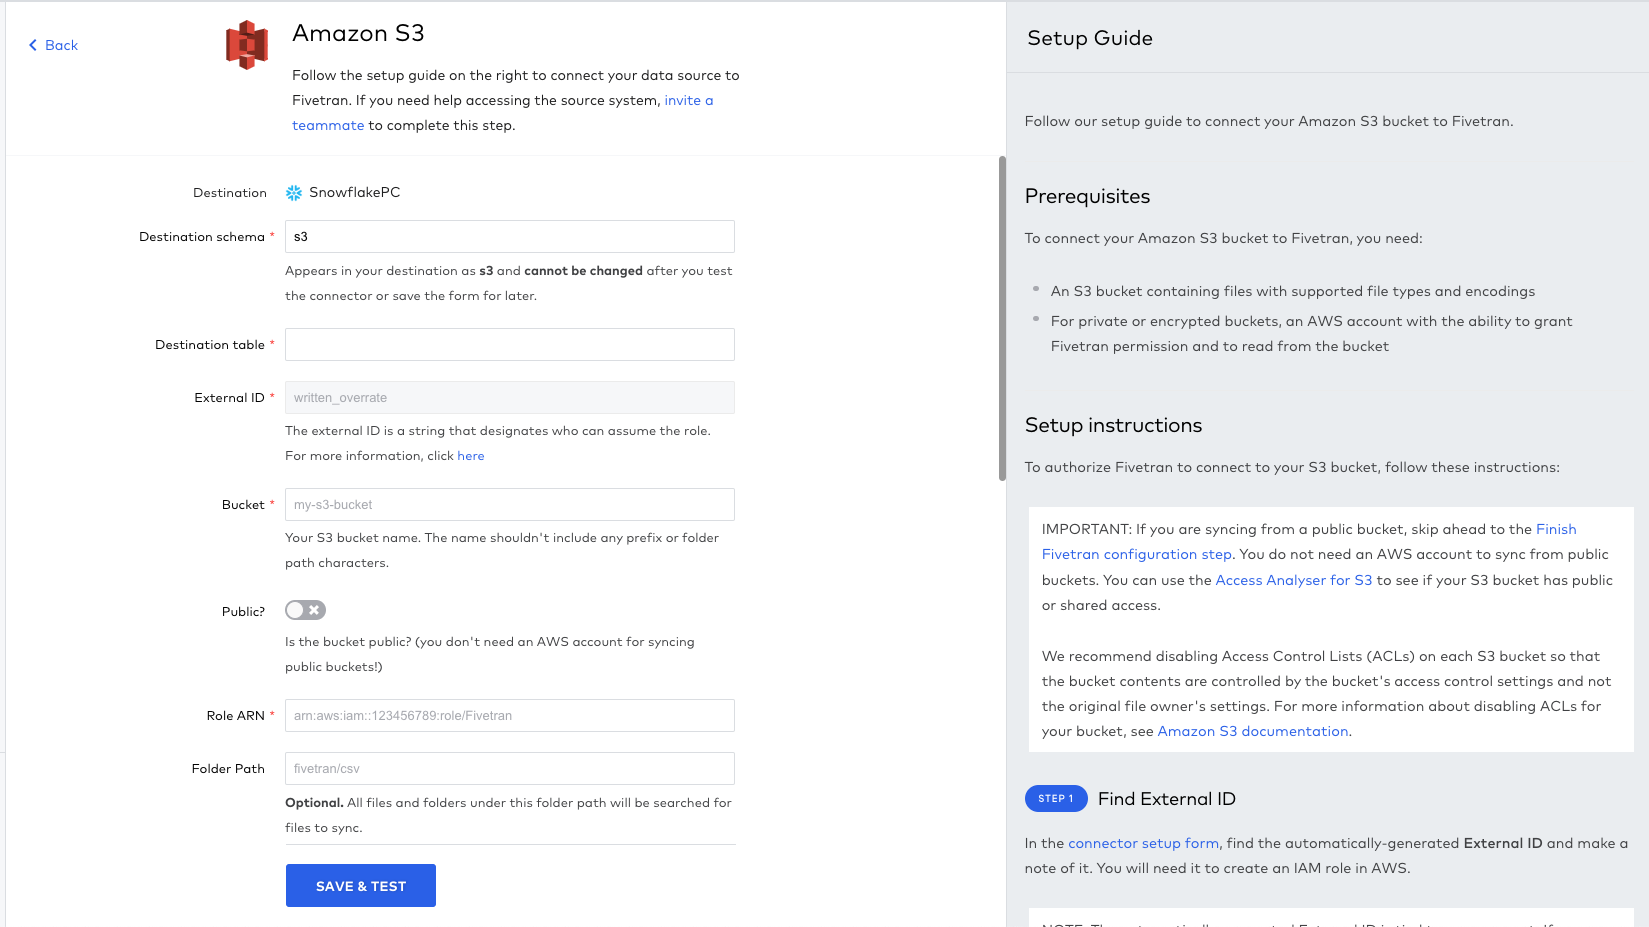 Back
Amazon S3
Follow the setup guide on the right to connect your data source to
Fivetran. If you need help accessing the source system, invite a
teammate to complete this step.
Destination SnowflakePC
Destination schema * s3
Appears in your destination as s3 and cannot be changed after you test
the connector or save the form for later.
Destination table *
External ID * written_overrate
The external ID is a string that designates who can assume the role.
For more information, click here
Bucket * my-s3-bucket
Your S3 bucket name. The name shouldn't include any prefix or folder
path characters.
Public?
Is the bucket public? (you don't need an AWS account for syncing
public buckets!)
Role ARN * arn:aws:iam::123456789:role/Fivetran
Folder Path fivetran/csv
Optional. All files and folders under this folder path will be searched for
files to sync.
SAVE & TEST
Setup Guide
Follow our setup guide to connect your Amazon S3 bucket to Fivetran.
Prerequisites
To connect your Amazon S3 bucket to Fivetran, you need:
An S3 bucket containing files with supported file types and encodings
For private or encrypted buckets, an AWS account with the ability to grant
Fivetran permission and to read from the bucket
Setup instructions
To authorize Fivetran to connect to your S3 bucket, follow these instructions:
IMPORTANT: If you are syncing from a public bucket, skip ahead to the Finish
Fivetran configuration step. You do not need an AWS account to sync from public
buckets. You can use the Access Analyser for S3 to see if your S3 bucket has public
or shared access.
We recommend disabling Access Control Lists (ACLs) on each S3 bucket so that
the bucket contents are controlled by the bucket's access control settings and not
the original file owner's settings. For more information about disabling ACLs for
your bucket, see Amazon S3 documentation.
STEP 1 Find External ID
In the connector setup form, find the automatically-generated External ID and make a
note of it. You will need it to create an IAM role in AWS.